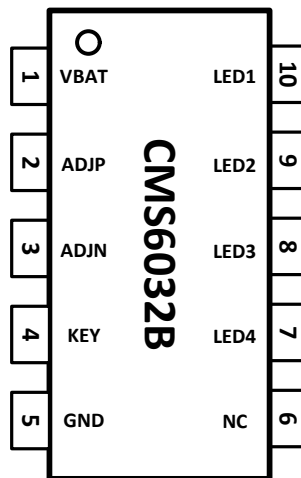 1 VBAT LED1 10
2 ADJP LED2 9
3 ADJN LED3 8
4 KEY LED4 7
5 GND NC 6
CMS6032B